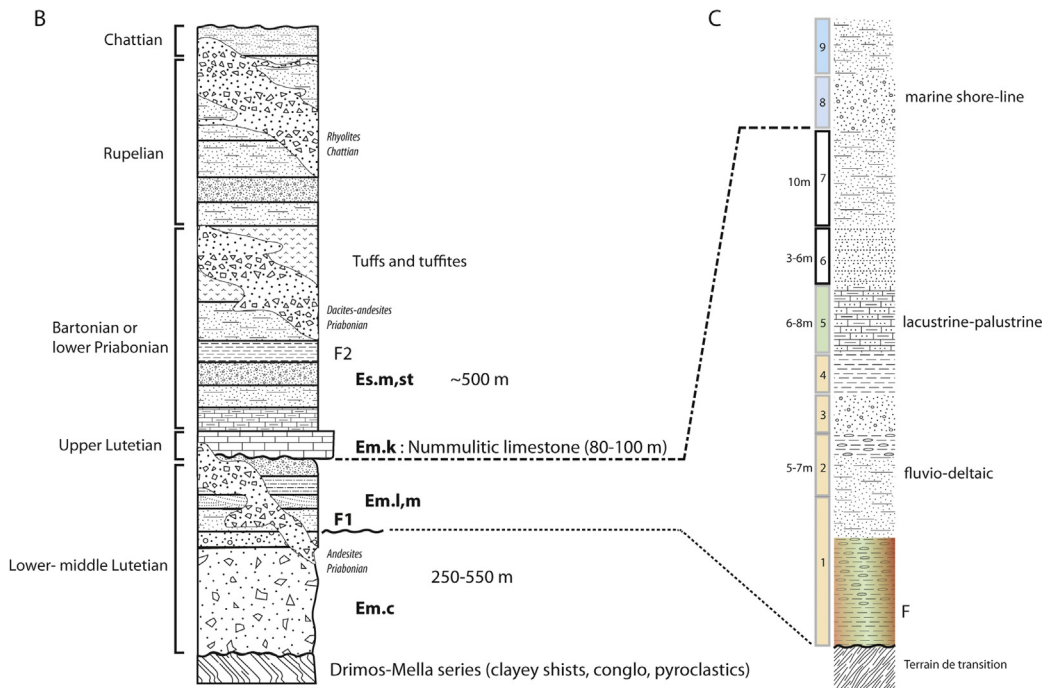 B
Chattian
Rupelian
Rhyolites
Chattian
Tuffs and tuffites
Dacites-andesites
Priabonian
Bartonian or
lower Priabonian
F2
Es.m,st ~500 m
Upper Lutetian
Em.k : Nummulitic limestone (80-100 m)
Em.l,m
F1
Lower- middle Lutetian
Andesites
Priabonian
250-550 m
Em.c
Drimos-Mella series (clayey shists, conglo, pyroclastics)
C
9
8
marine shore-line
7
10m
6
3-6m
5
6-8m
lacustrine-palustrine
4
3
2
5-7m
fluvio-deltaic
1
F
Terrain de transition